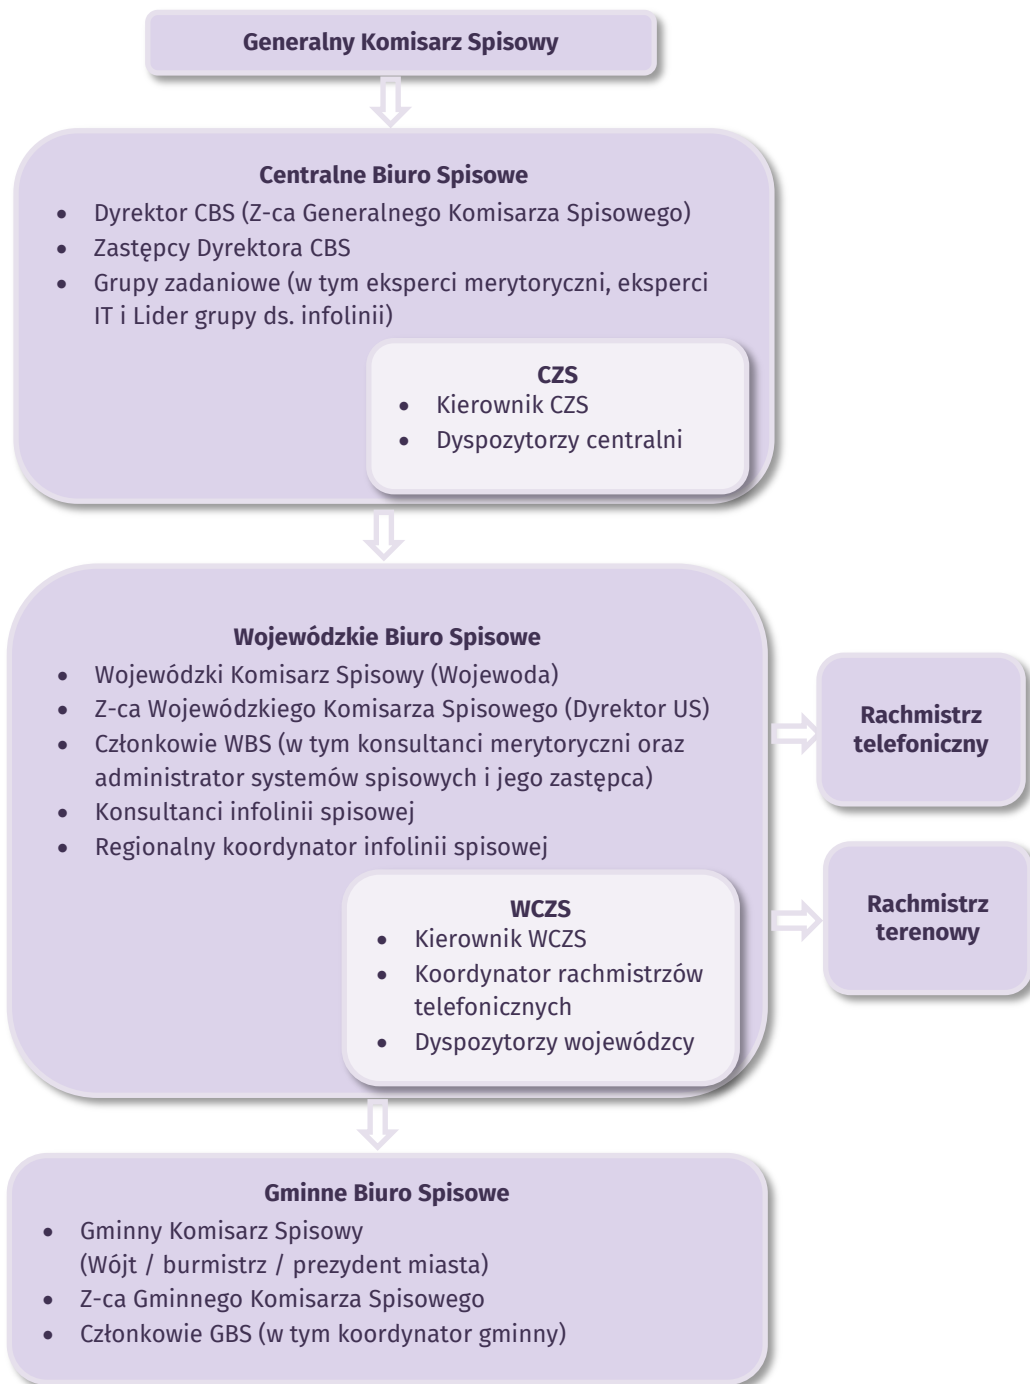 Generalny Komisarz Spisowy
Centralne Biuro Spisowe
• Dyrektor CBS (Z-ca Generalnego Komisarza Spisowego)
• Zastępcy Dyrektora CBS
• Grupy zadaniowe (w tym eksperci merytoryczni, eksperci
IT i Lider grupy ds. infolinii)
CZS
• Kierownik CZS
• Dyspozytorzy centralni
Wojewódzkie Biuro Spisowe
• Wojewódzki Komisarz Spisowy (Wojewoda)
• Z-ca Wojewódzkiego Komisarza Spisowego (Dyrektor US)
• Członkowie WBS (w tym konsultanci merytoryczni oraz
administrator systemów spisowych i jego zastępca)
• Konsultanci infolinii spisowej
• Regionalny koordynator infolinii spisowej
WCZS
• Kierownik WCZS
• Koordynator rachmistrzów
telefonicznych
• Dyspozytorzy wojewódzcy
Rachmistrz
telefoniczny
Rachmistrz
terenowy
Gminne Biuro Spisowe
• Gminny Komisarz Spisowy
(Wójt / burmistrz / prezydent miasta)
• Z-ca Gminnego Komisarza Spisowego
• Członkowie GBS (w tym koordynator gminny)